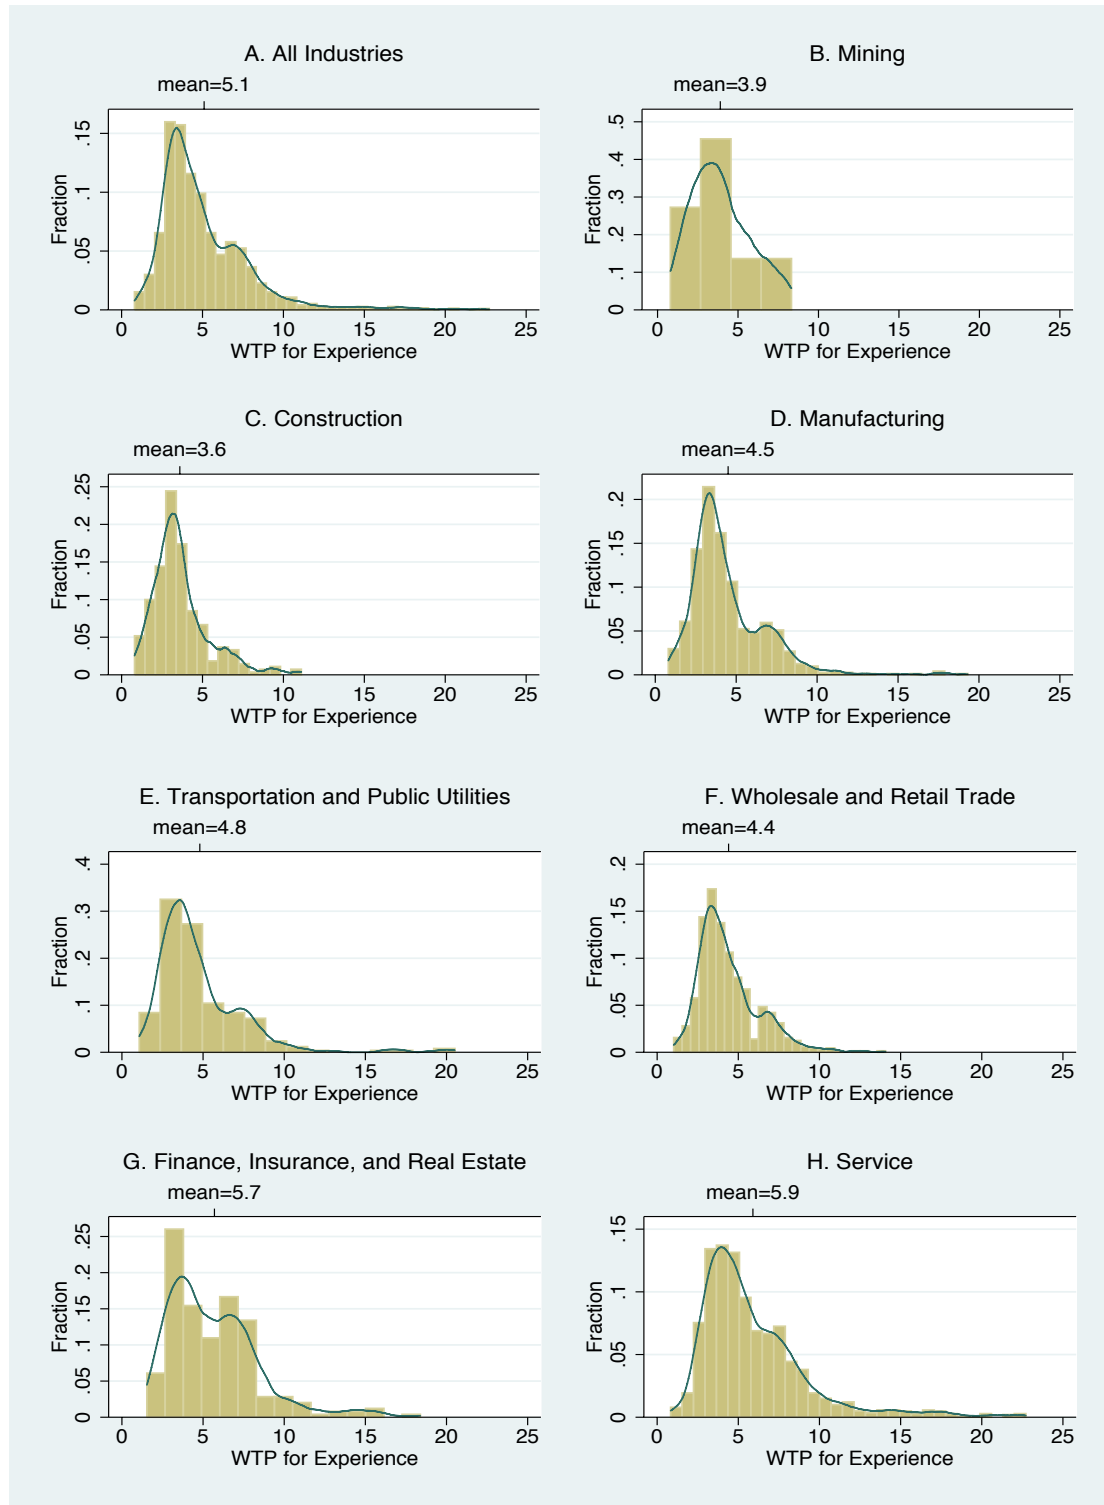 A. All Industries
mean=5.1
Fraction
0 .05 .1 .15
0 5 10 15 20 25
WTP for Experience
B. Mining
mean=3.9
Fraction
0 .1 .2 .3 .4 .5
0 5 10 15 20 25
WTP for Experience
C. Construction
mean=3.6
Fraction
0 .05 .1 .15 .2 .25
0 5 10 15 20 25
WTP for Experience
D. Manufacturing
mean=4.5
Fraction
0 .05 .1 .15 .2
0 5 10 15 20 25
WTP for Experience
E. Transportation and Public Utilities
mean=4.8
Fraction
0 .1 .2 .3 .4
0 5 10 15 20 25
WTP for Experience
F. Wholesale and Retail Trade
mean=4.4
Fraction
0 .05 .1 .15 .2
0 5 10 15 20 25
WTP for Experience
G. Finance, Insurance, and Real Estate
mean=5.7
Fraction
0 .05 .1 .15 .2 .25
0 5 10 15 20 25
WTP for Experience
H. Service
mean=5.9
Fraction
0 .05 .1 .15
0 5 10 15 20 25
WTP for Experience